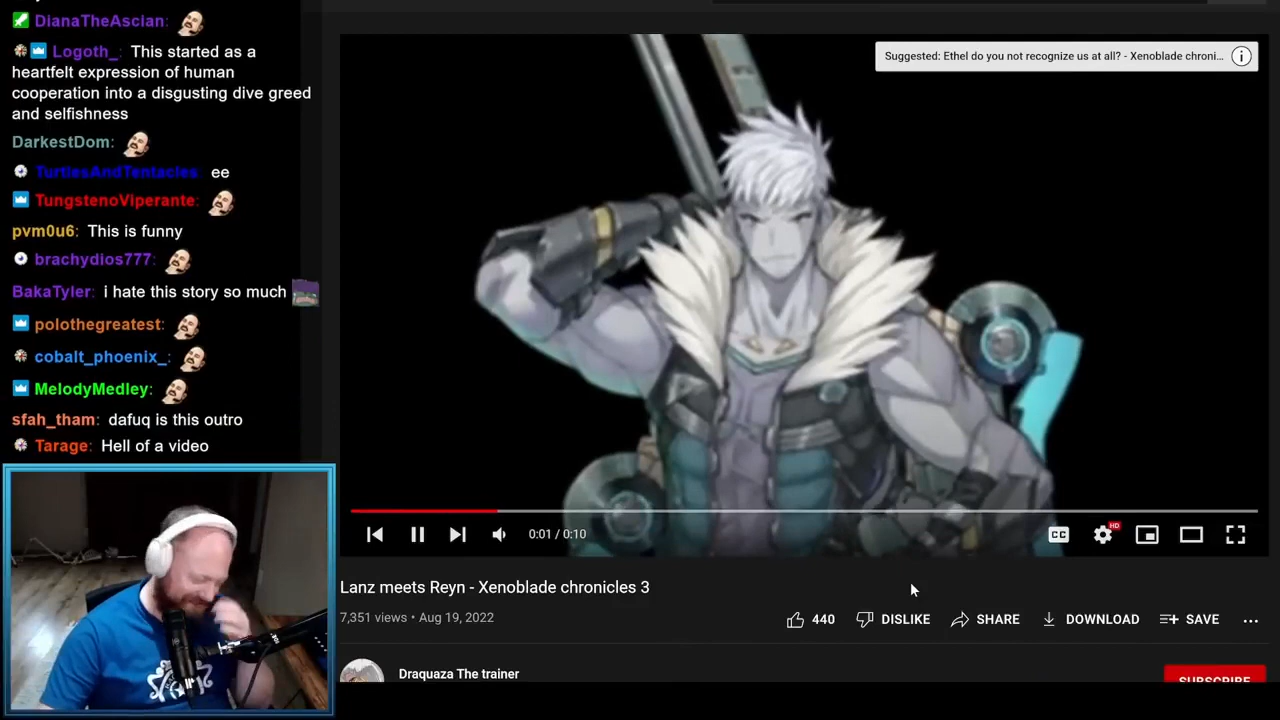 DianaTheAscian:
Logoth_: This started as a
heartfelt expression of human
cooperation into a disgusting dive greed
and selfishness
DarkestDom:
TurtlesAndTentacles: ee
TungstenoViperante:
pvm0u6: This is funny
brachydios777:
BakaTyler: i hate this story so much
polothegreatest:
cobalt_phoenix_:
MelodyMedley:
sfah_tham: dafuq is this outro
Tarage: Hell of a video
Suggested: Ethel do you not recognize us at all? - Xenoblade chroni...
0:01 / 0:10
CC
HD
Lanz meets Reyn - Xenoblade chronicles 3
7,351 views • Aug 19, 2022
440
DISLIKE
SHARE
DOWNLOAD
SAVE
Draquaza The trainer
SUBSCRIBE